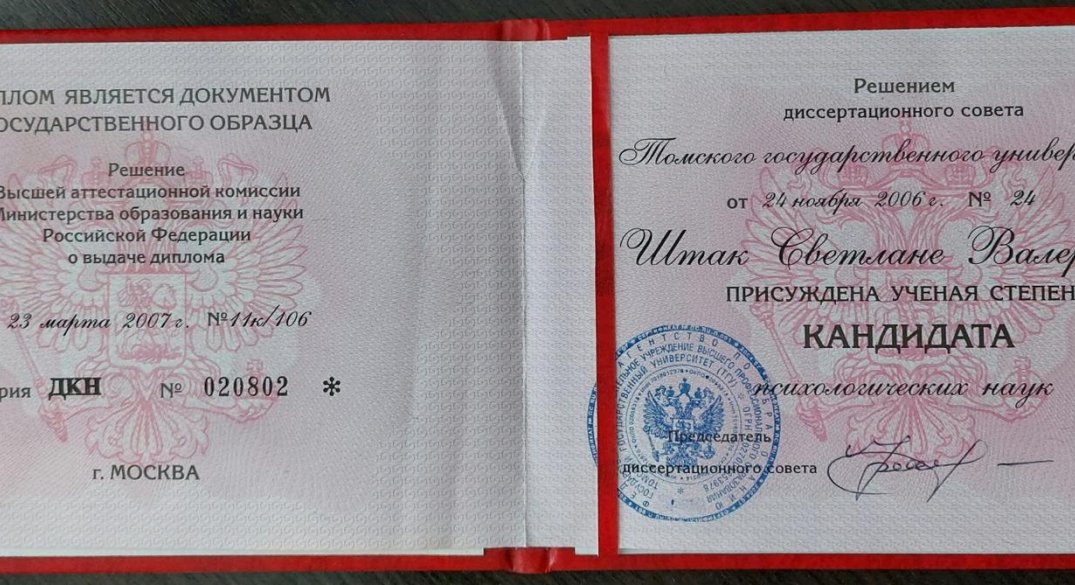 ПЛОМ ЯВЛЯЕТСЯ ДОКУМЕНТОМ
ОСУДАРСТВЕННОГО ОБРАЗЦА
Решение
Высшей аттестационной комиссии
Министерства образования и науки
Российской Федерации
о выдаче диплома
23 марта 2007 г. №11к/106
рия ДКН № 020802 *
г. МОСКВА
Решением
диссертационного совета
Томского государственного универ
от 24 ноября 2006 г. № 24
Штак Светлане Валер
ПРИСУЖДЕНА УЧЕНАЯ СТЕПЕН
КАНДИДАТА
психологических наук
Председатель
диссертационного совета